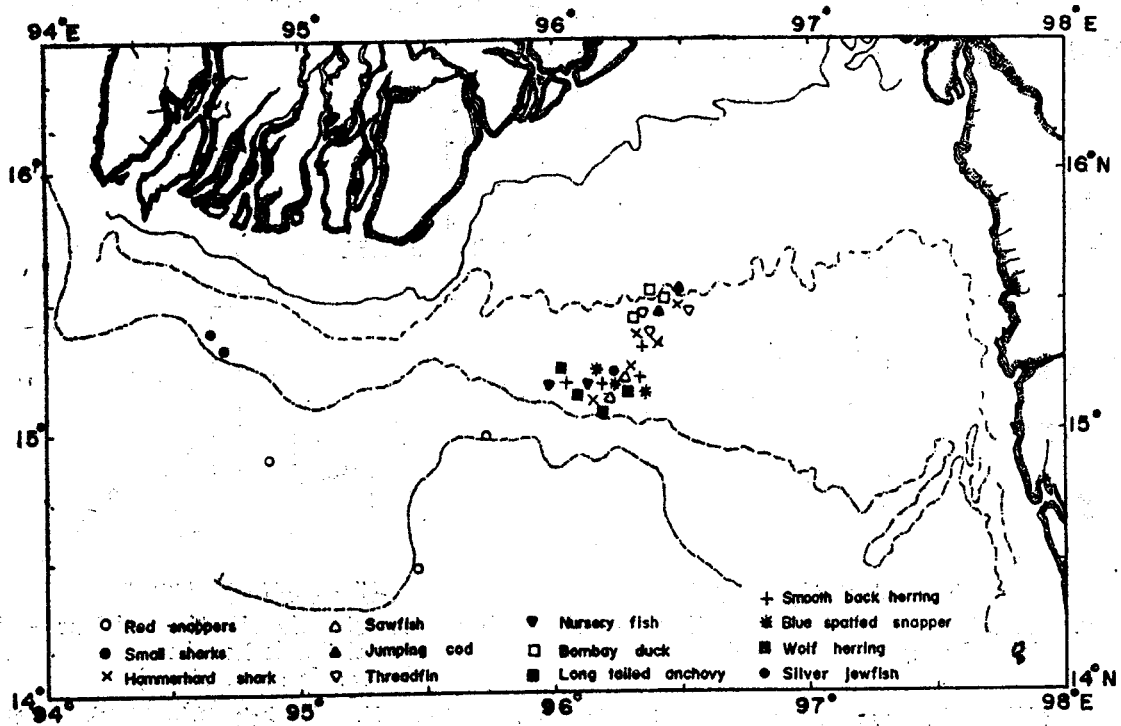 94°E 95° 96° 97° 98°E
16° 16°N
15° 15°
+ Smooth back herring
○ Red snappers △ Sawfish ▼ Nursery fish ✳ Blue spatted snapper
● Small sharks ▲ Jumping cod □ Bombay duck ■ Wolf herring
× Hammerhard shark ▽ Threadfin ■ Long tailed anchovy ● Silver jewfish
14° 14°N
94° 95° 96° 97° 98°E